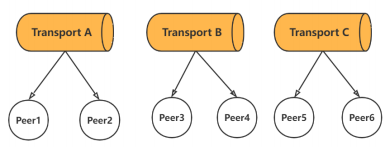 Transport A
Transport B
Transport C
Peer1
Peer2
Peer3
Peer4
Peer5
Peer6